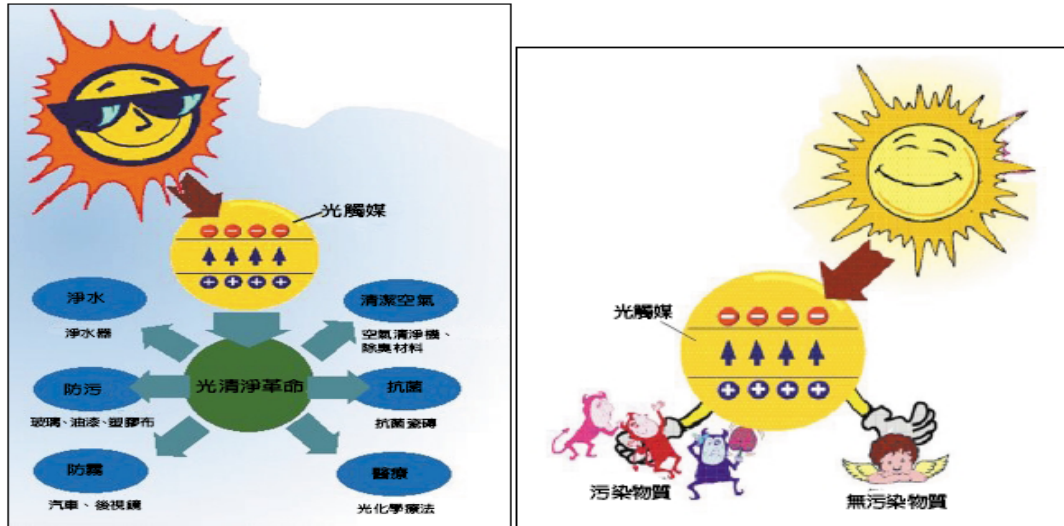 光觸媒
淨水
淨水器
清潔空氣
空氣清淨機、
除臭材料
光清淨革命
防污
玻璃、油漆、塑膠布
抗菌
抗菌瓷磚
防霧
汽車、後視鏡
醫療
光化學療法
光觸媒
污染物質
無污染物質